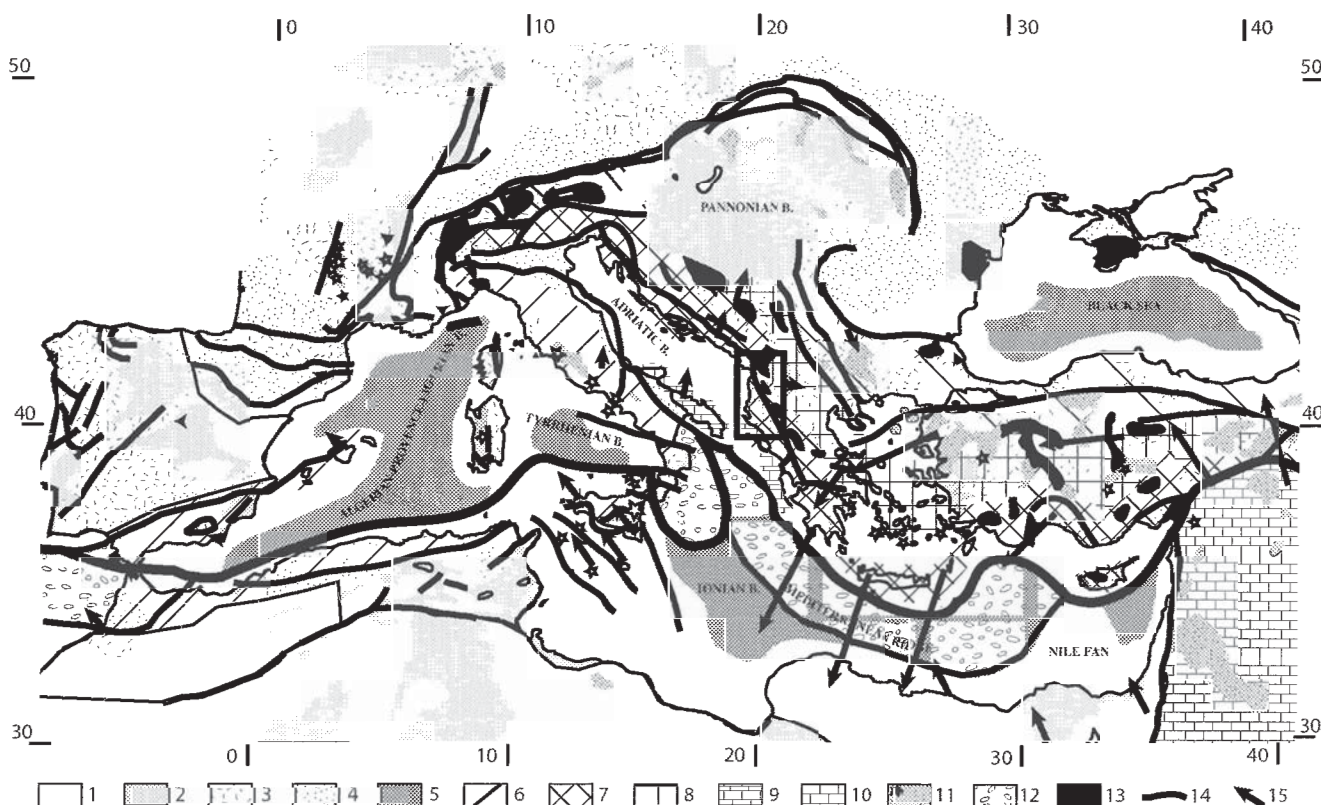 0 10 20 30 40
50 50
PANNONIAN B.
BLACK SEA
ADRIATIC B.
40 40
TYRRHENIAN B.
IONIAN B.
NILE FAN
30 30
0 10 20 30 40
1 2 3 4 5 6 7 8 9 10 11 12 13 14 15